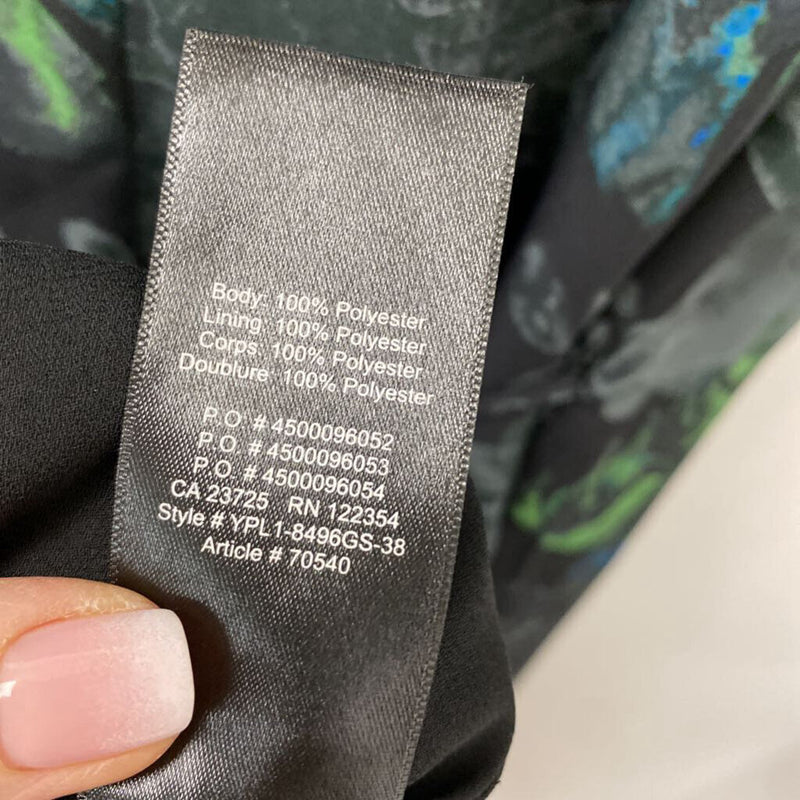 Body: 100% Polyester
Lining: 100% Polyester
Corps: 100% Polyester
Doublure: 100% Polyester
P.O. # 4500096052
P.O. # 4500096053
P.O. # 4500096054
CA 23725 RN 122354
Style # YPL1-8496GS-38
Article # 70540